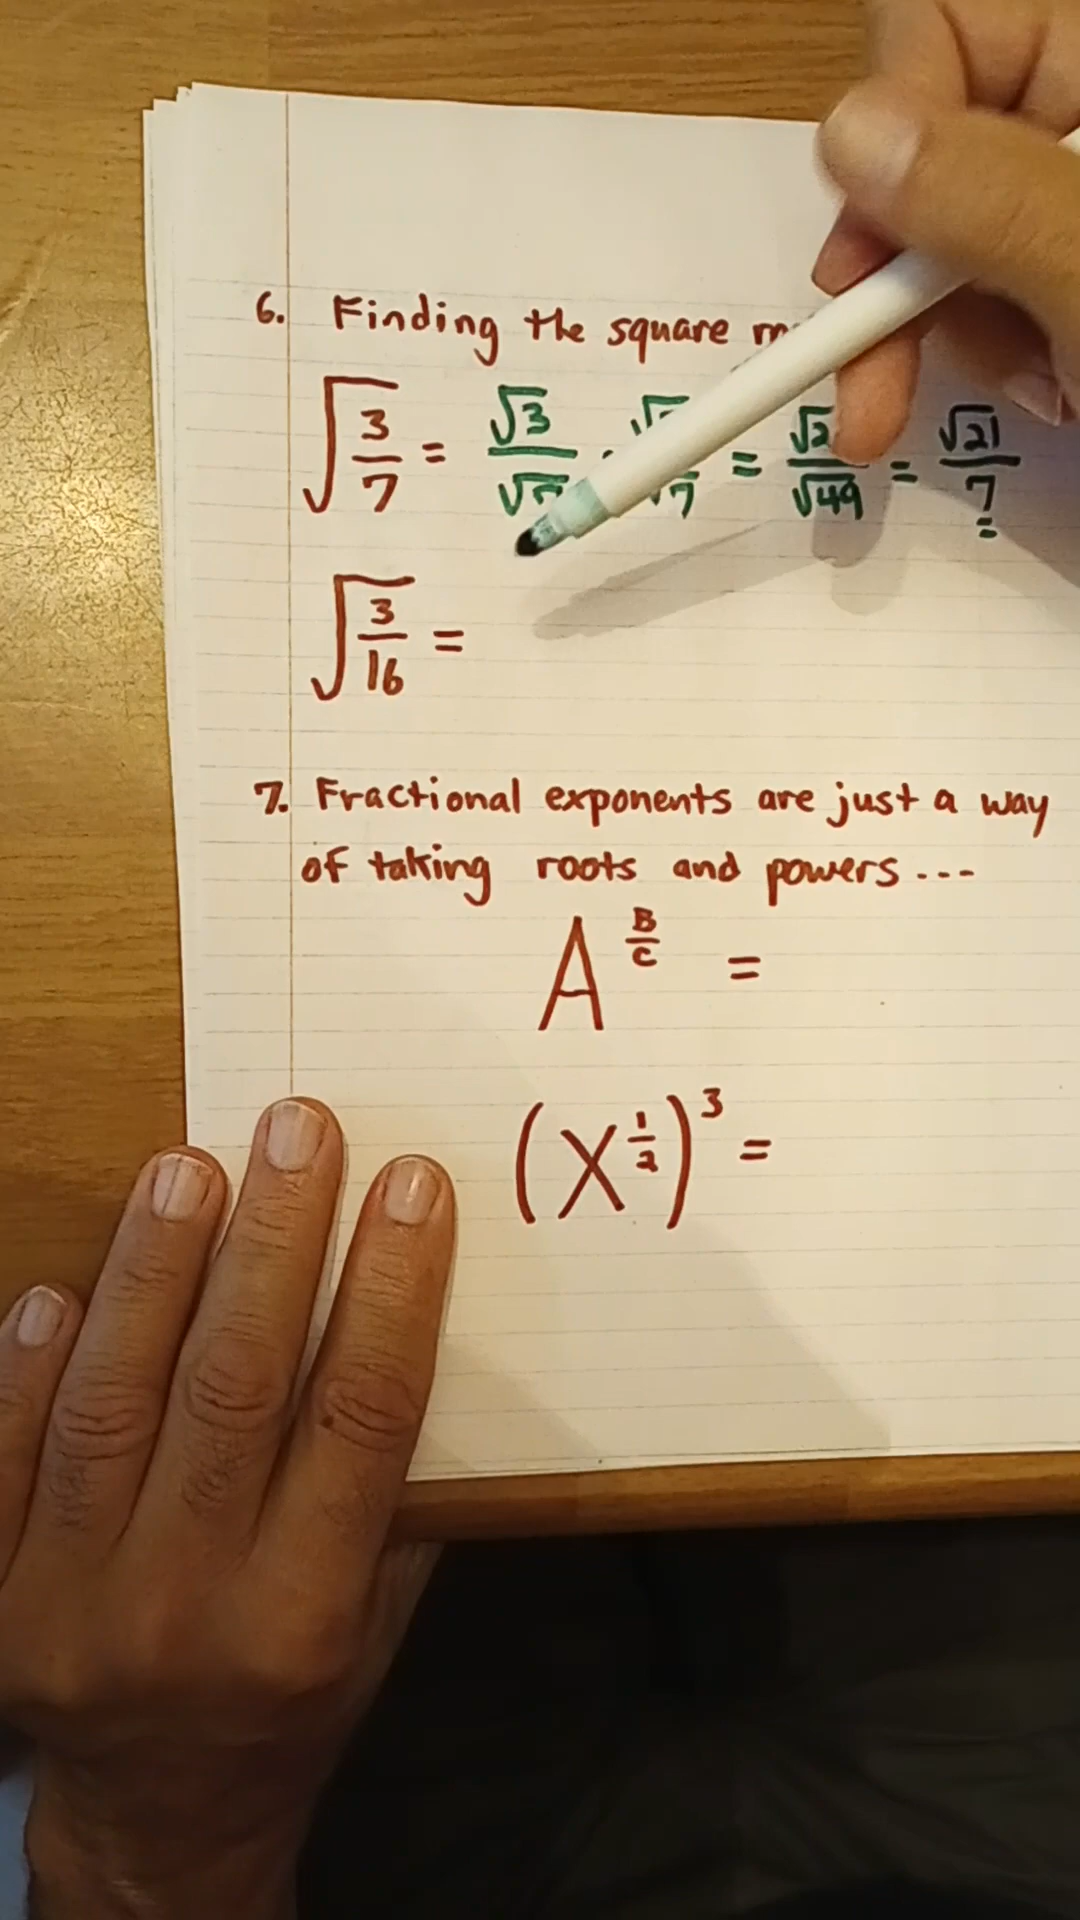 6. Finding the square
√3/7 = √3/√7 · √7 = √49 = √21/7
√3/16 =
7. Fractional exponents are just a way
of taking roots and powers ...
A^B/C =
(X^1/2)^3 =